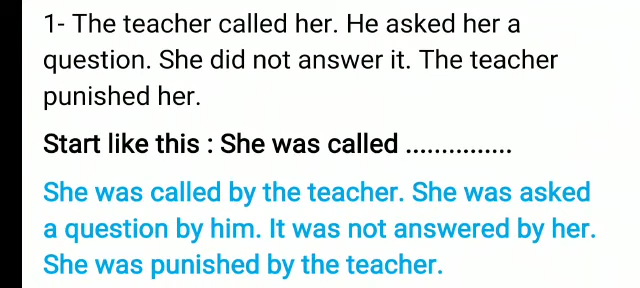 1- The teacher called her. He asked her a
question. She did not answer it. The teacher
punished her.
Start like this : She was called ...............
She was called by the teacher. She was asked
a question by him. It was not answered by her.
She was punished by the teacher.